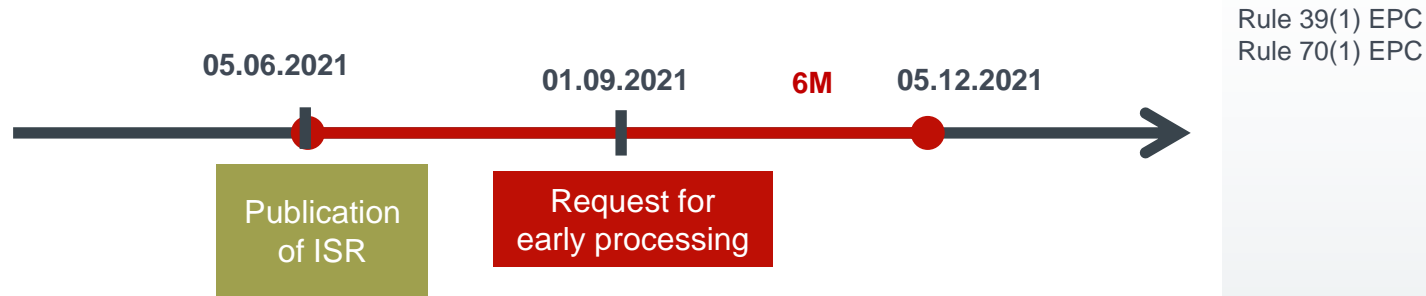 Rule 39(1) EPC
Rule 70(1) EPC
05.06.2021
01.09.2021
6M
05.12.2021
Publication
of ISR
Request for
early processing